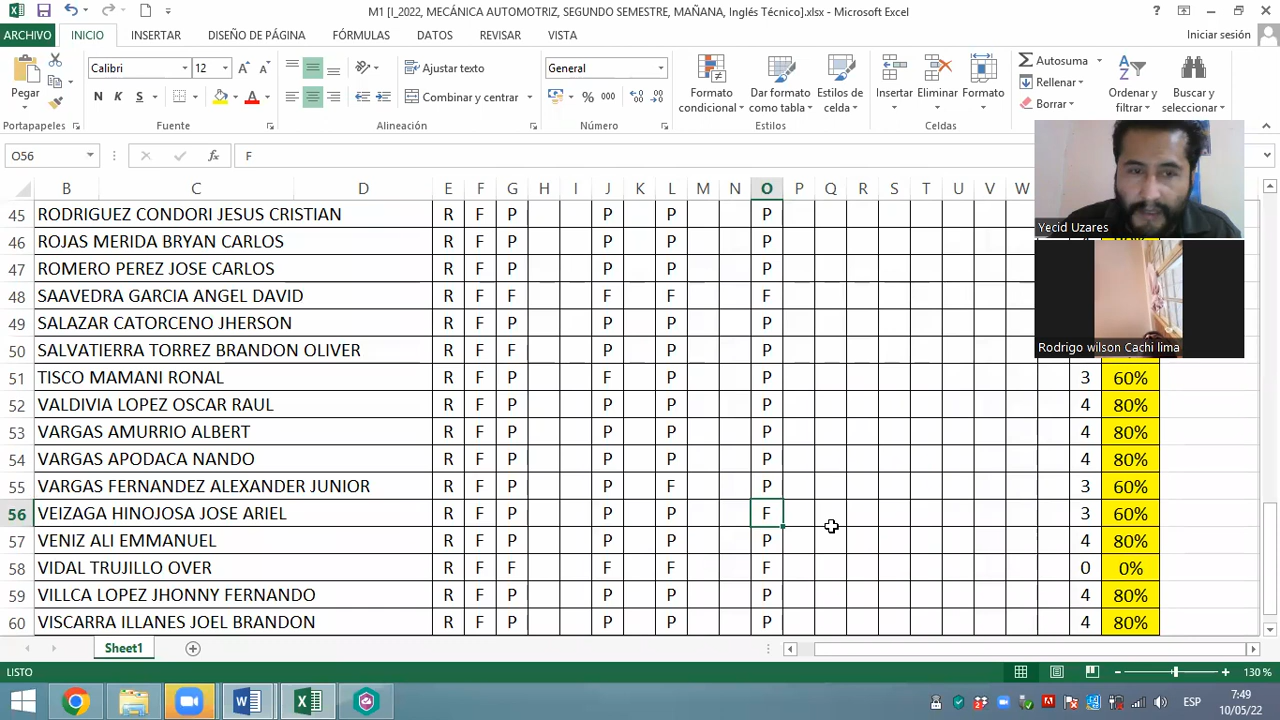 M1 [I_2022, MECÁNICA AUTOMOTRIZ, SEGUNDO SEMESTRE, MAÑANA, Inglés Técnico].xlsx - Microsoft Excel
ARCHIVO INICIO INSERTAR DISEÑO DE PÁGINA FÓRMULAS DATOS REVISAR VISTA Iniciar sesión
Calibri 12 Ajustar texto General Autosuma
Pegar N K S Combinar y centrar % 000 Formato condicional Dar formato como tabla Estilos de celda Insertar Eliminar Formato Rellenar Borrar Ordenar y filtrar Buscar y seleccionar
Portapapeles Fuente Alineación Número Estilos Celdas
O56 F
B C D E F G H I J K L M N O P Q R S T U V W
45 RODRIGUEZ CONDORI JESUS CRISTIAN R F P P P P
46 ROJAS MERIDA BRYAN CARLOS R F P P P P
47 ROMERO PEREZ JOSE CARLOS R F P P P P
48 SAAVEDRA GARCIA ANGEL DAVID R F F F F F
49 SALAZAR CATORCENO JHERSON R F P P P P
50 SALVATIERRA TORREZ BRANDON OLIVER R F F P P P
51 TISCO MAMANI RONAL R F P F P P 3 60%
52 VALDIVIA LOPEZ OSCAR RAUL R F P P P P 4 80%
53 VARGAS AMURRIO ALBERT R F P P P P 4 80%
54 VARGAS APODACA NANDO R F P P P P 4 80%
55 VARGAS FERNANDEZ ALEXANDER JUNIOR R F P P F P 3 60%
56 VEIZAGA HINOJOSA JOSE ARIEL R F P P P F 3 60%
57 VENIZ ALI EMMANUEL R F P P P P 4 80%
58 VIDAL TRUJILLO OVER R F F F F F 0 0%
59 VILLCA LOPEZ JHONNY FERNANDO R F P P P P 4 80%
60 VISCARRA ILLANES JOEL BRANDON R F P P P P 4 80%
Yecid Uzares
Rodrigo wilson Cachi lima
Sheet1
LISTO 130 %
ESP 7:49
10/05/22